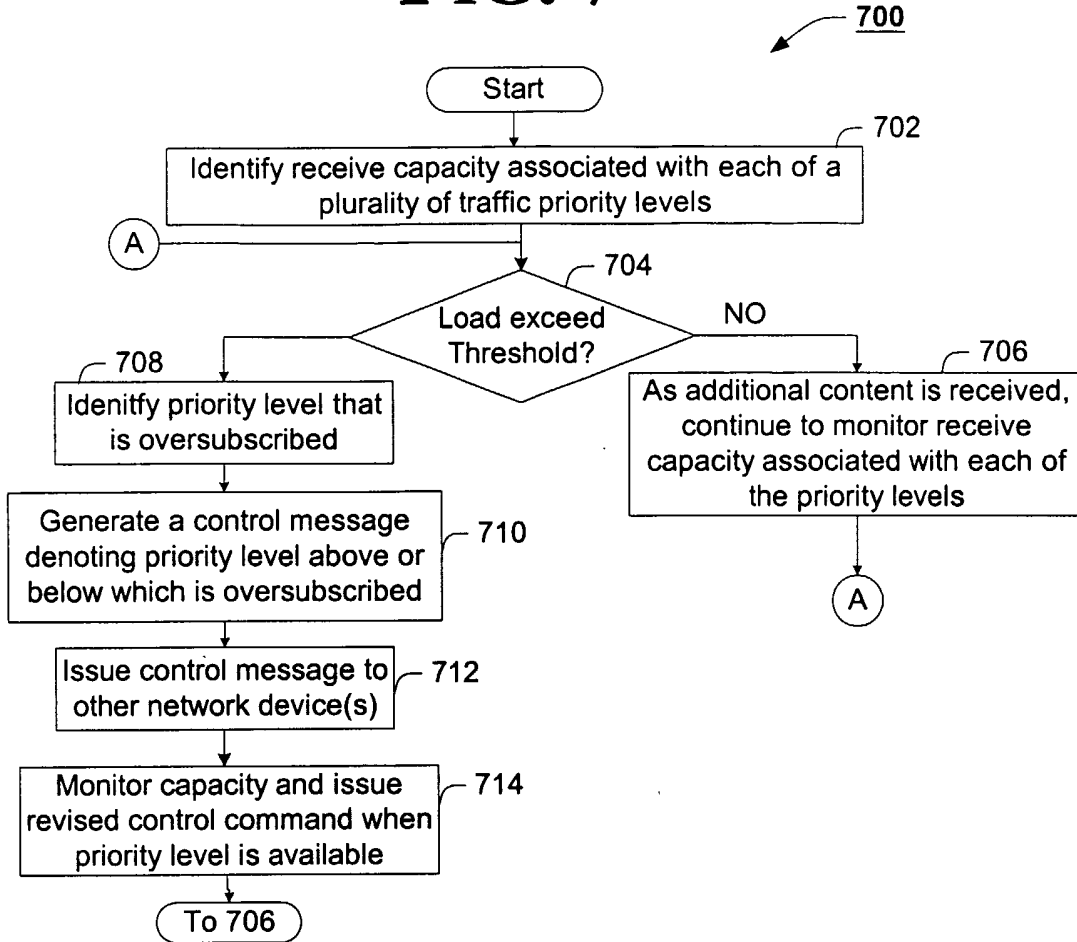 FIG. 7
700
Start
702
Identify receive capacity associated with each of a
plurality of traffic priority levels
A
704
Load exceed
Threshold?
NO
706
As additional content is received,
continue to monitor receive
capacity associated with each of
the priority levels
A
708
Idenitfy priority level that
is oversubscribed
Generate a control message
denoting priority level above or
below which is oversubscribed
710
Issue control message to
other network device(s)
712
Monitor capacity and issue
revised control command when
priority level is available
714
To 706